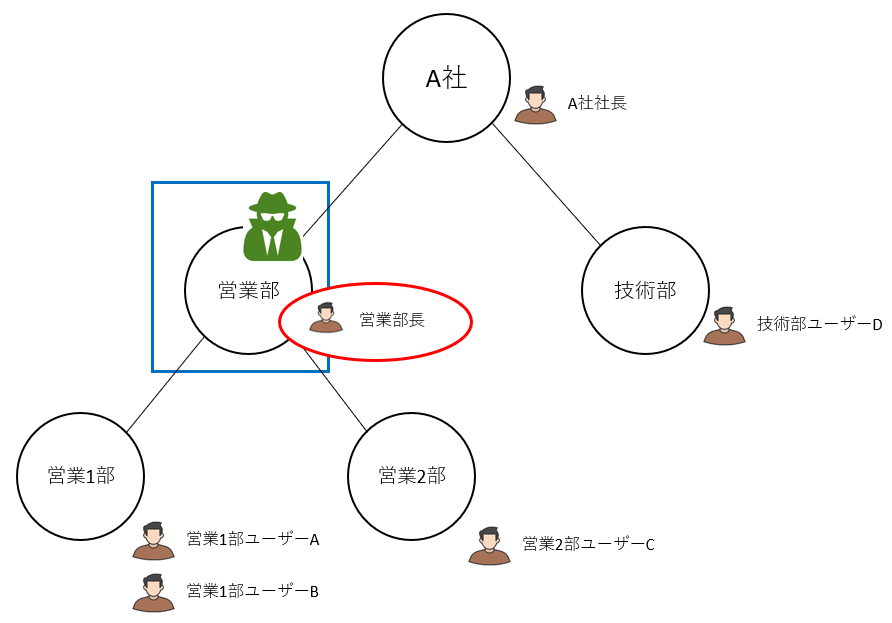 A社
A社社長
営業部
営業部長
技術部
技術部ユーザーD
営業1部
営業2部
営業1部ユーザーA
営業2部ユーザーC
営業1部ユーザーB